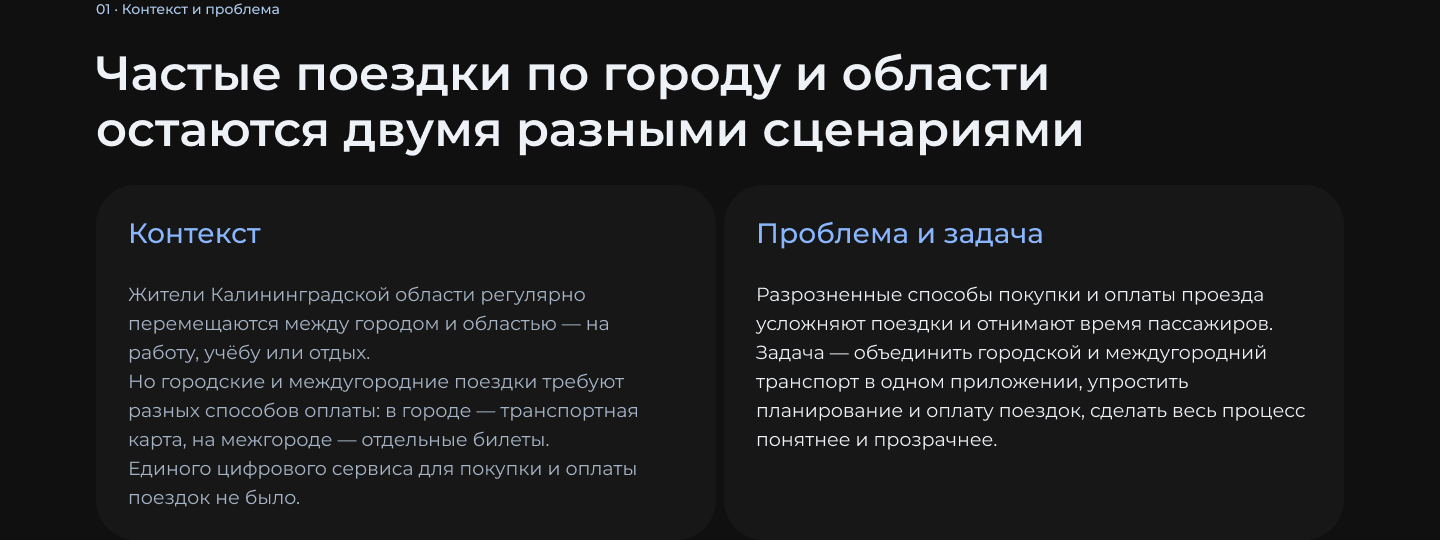 01 · Контекст и проблема
Частые поездки по городу и области
остаются двумя разными сценариями
Контекст
Жители Калининградской области регулярно
перемещаются между городом и областью — на
работу, учёбу или отдых.
Но городские и междугородние поездки требуют
разных способов оплаты: в городе — транспортная
карта, на межгороде — отдельные билеты.
Единого цифрового сервиса для покупки и оплаты
поездок не было.
Проблема и задача
Разрозненные способы покупки и оплаты проезда
усложняют поездки и отнимают время пассажиров.
Задача — объединить городской и междугородний
транспорт в одном приложении, упростить
планирование и оплату поездок, сделать весь процесс
понятнее и прозрачнее.